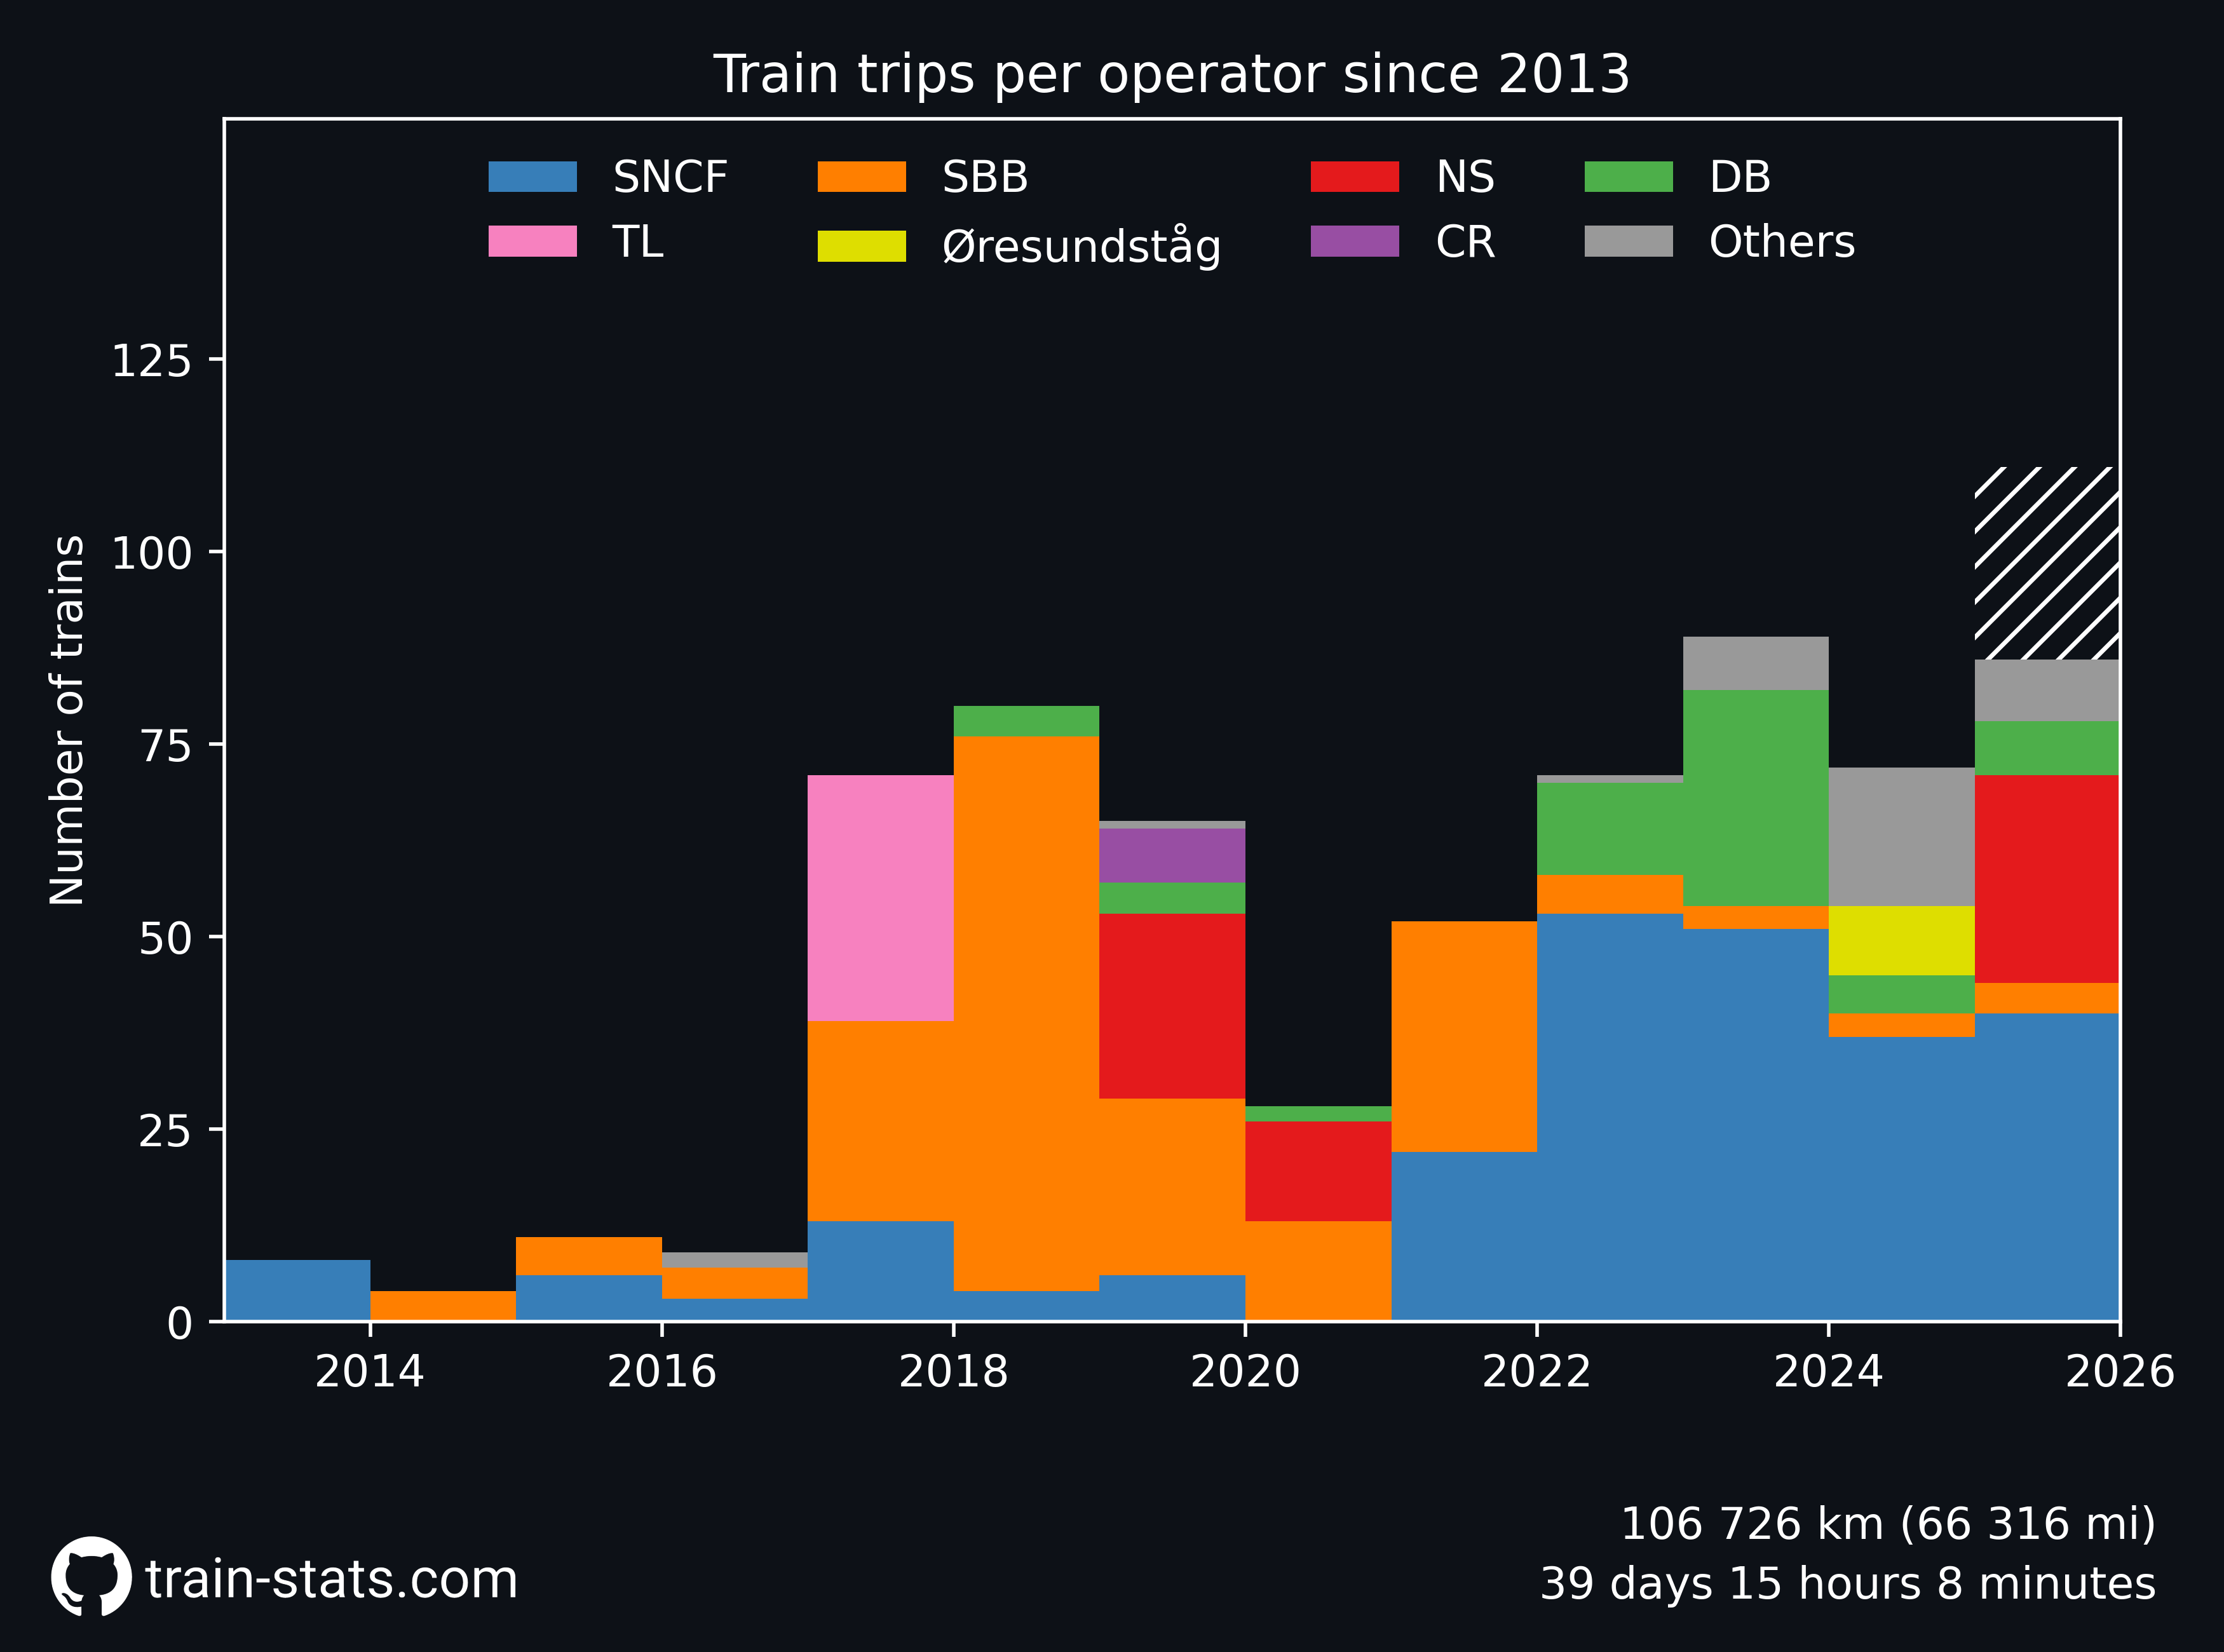 Train trips per operator since 2013
SNCF SBB NS DB
TL Øresundståg CR Others
Number of trains
125
100
75
50
25
0
2014 2016 2018 2020 2022 2024 2026
106 726 km (66 316 mi)
train-stats.com
39 days 15 hours 8 minutes